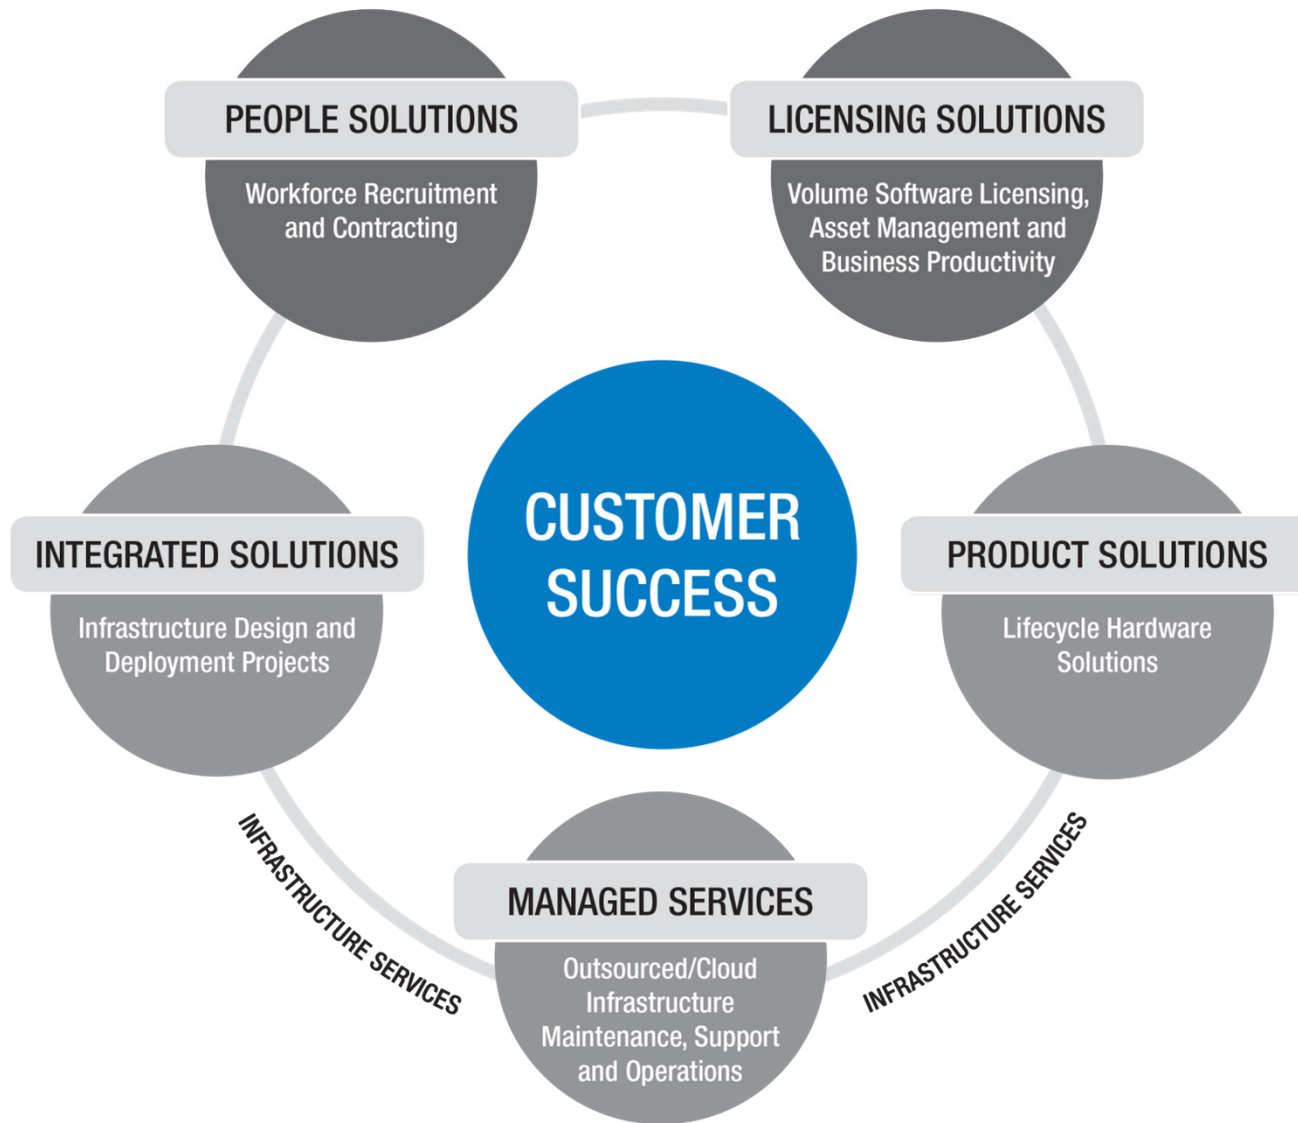 PEOPLE SOLUTIONS
Workforce Recruitment
and Contracting
LICENSING SOLUTIONS
Volume Software Licensing,
Asset Management and
Business Productivity
CUSTOMER
SUCCESS
INTEGRATED SOLUTIONS
Infrastructure Design and
Deployment Projects
PRODUCT SOLUTIONS
Lifecycle Hardware
Solutions
INFRASTRUCTURE SERVICES
MANAGED SERVICES
Outsourced/Cloud
Infrastructure
Maintenance, Support
and Operations
INFRASTRUCTURE SERVICES